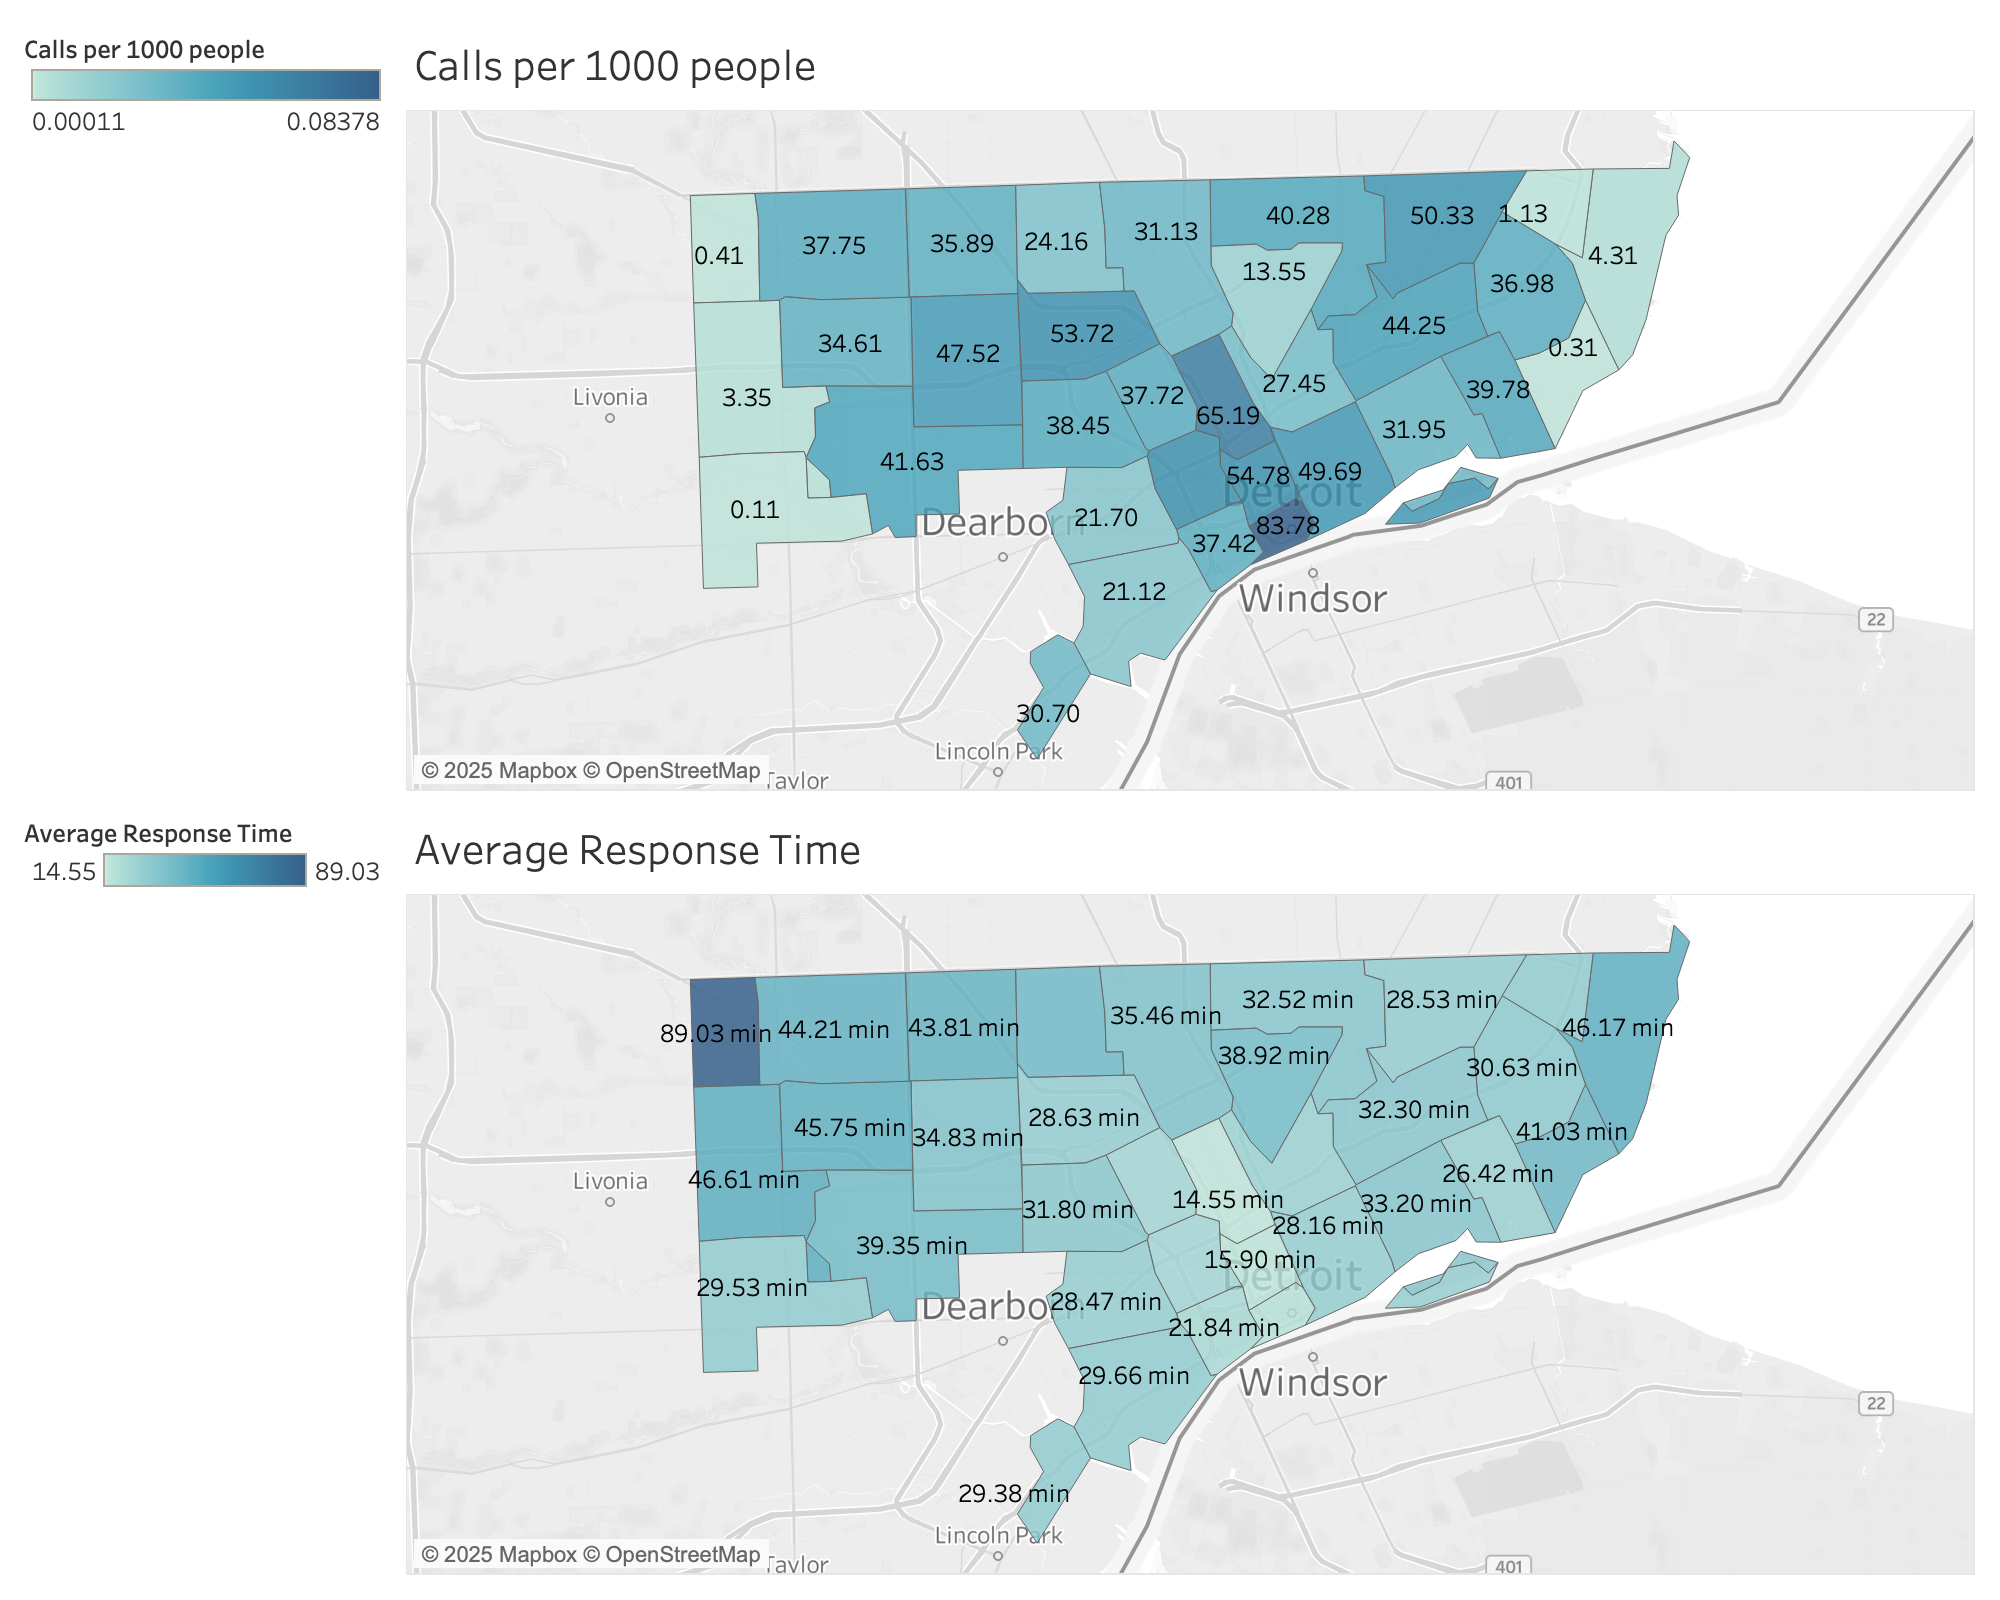 Calls per 1000 people
0.00011 0.08378
Calls per 1000 people
0.41 37.75 35.89 24.16 31.13 40.28 50.33 1.13 4.31
13.55 36.98
34.61 47.52 53.72 44.25 0.31
3.35 37.72 65.19 27.45 39.78
Livonia
38.45 31.95
41.63 54.78 49.69
Detroit
0.11 21.70 83.78
Dearborn
37.42
21.12
Windsor
22
30.70
Lincoln Park
© 2025 Mapbox © OpenStreetMap
Taylor
401
Average Response Time
14.55 89.03
Average Response Time
89.03 min 44.21 min 43.81 min 35.46 min 32.52 min 28.53 min 46.17 min
38.92 min 30.63 min
45.75 min 34.83 min 28.63 min 32.30 min 41.03 min
46.61 min 26.42 min
Livonia
31.80 min 14.55 min 33.20 min
28.16 min
39.35 min 15.90 min
Detroit
29.53 min 28.47 min
Dearborn
21.84 min
29.66 min
Windsor
22
29.38 min
Lincoln Park
© 2025 Mapbox © OpenStreetMap
Taylor
401